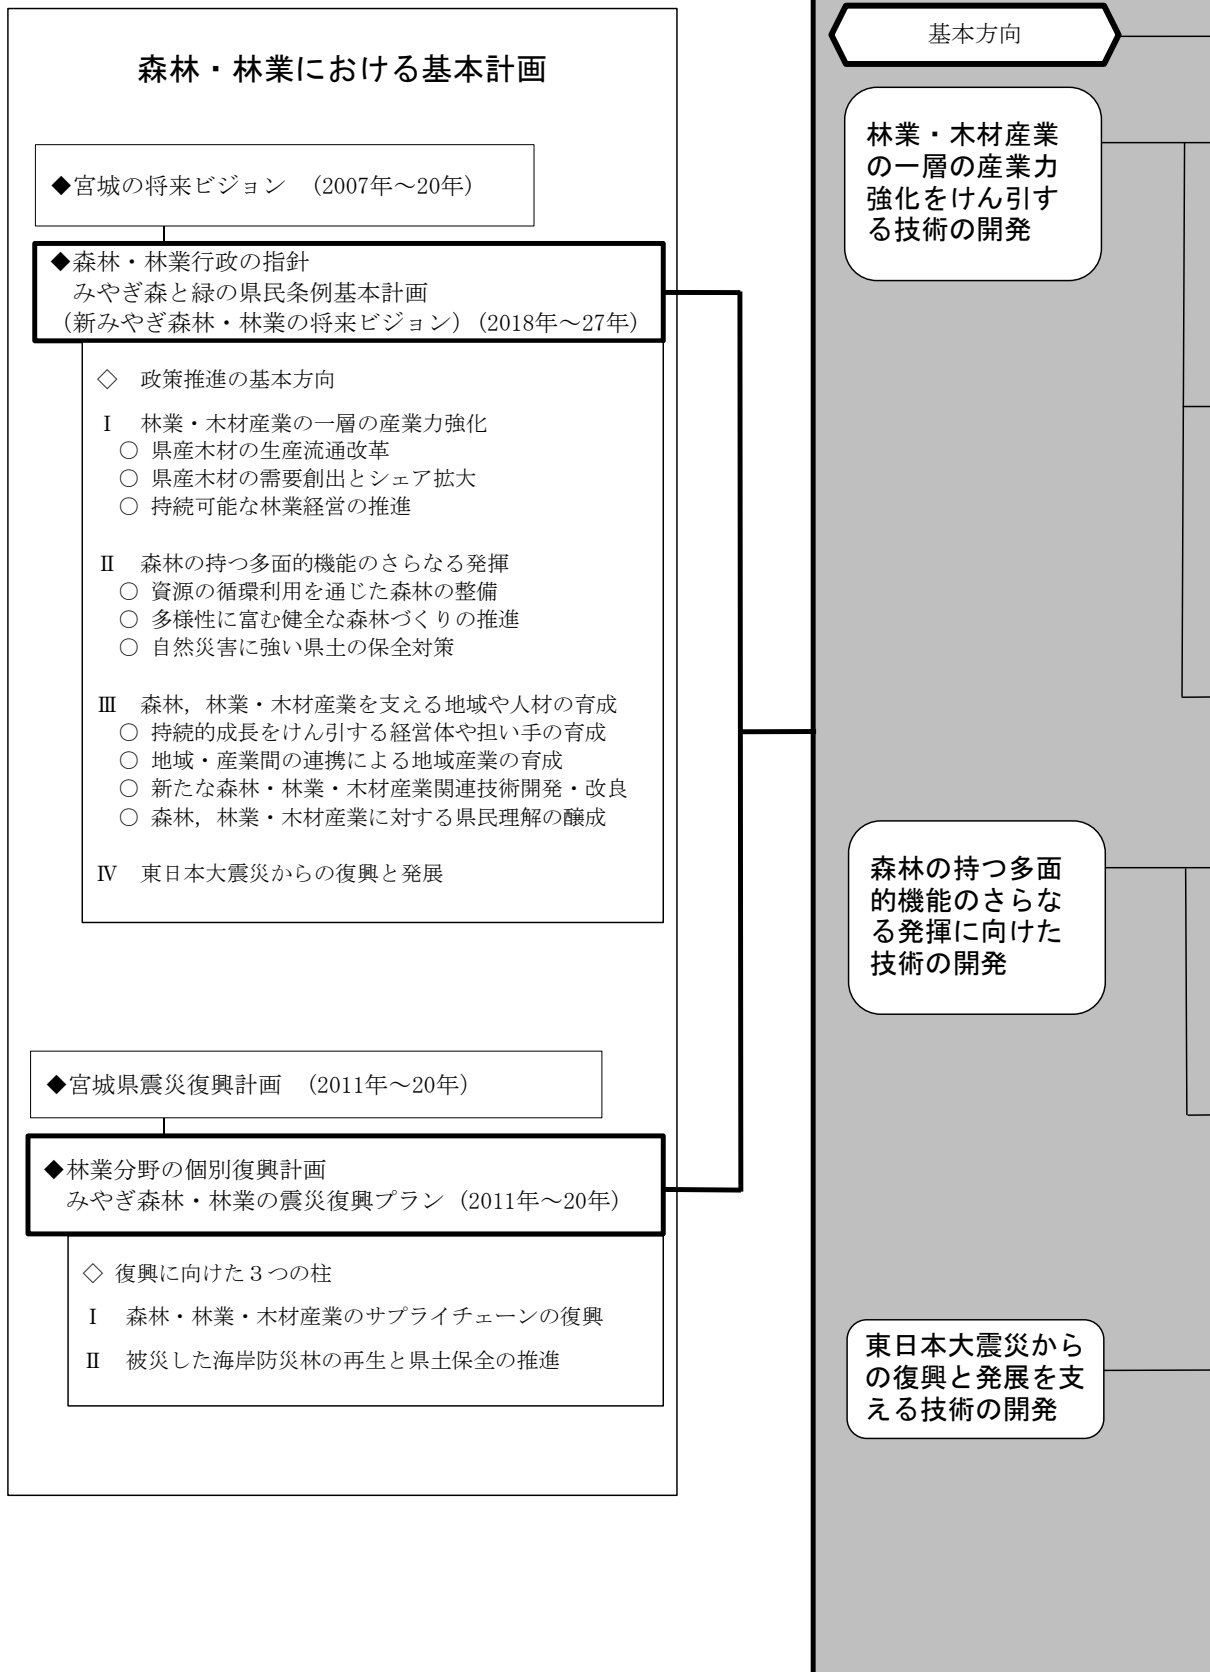 森林・林業における基本計画
◆宮城の将来ビジョン （2007年～20年）
◆森林・林業行政の指針
みやぎ森と緑の県民条例基本計画
（新みやぎ森林・林業の将来ビジョン）（2018年～27年）
◇ 政策推進の基本方向
Ⅰ 林業・木材産業の一層の産業力強化
○ 県産木材の生産流通改革
○ 県産木材の需要創出とシェア拡大
○ 持続可能な林業経営の推進
Ⅱ 森林の持つ多面的機能のさらなる発揮
○ 資源の循環利用を通じた森林の整備
○ 多様性に富む健全な森林づくりの推進
○ 自然災害に強い県土の保全対策
Ⅲ 森林，林業・木材産業を支える地域や人材の育成
○ 持続的成長をけん引する経営体や担い手の育成
○ 地域・産業間の連携による地域産業の育成
○ 新たな森林・林業・木材産業関連技術開発・改良
○ 森林，林業・木材産業に対する県民理解の醸成
Ⅳ 東日本大震災からの復興と発展
◆宮城県震災復興計画 （2011年～20年）
◆林業分野の個別復興計画
みやぎ森林・林業の震災復興プラン（2011年～20年）
◇ 復興に向けた３つの柱
Ⅰ 森林・林業・木材産業のサプライチェーンの復興
Ⅱ 被災した海岸防災林の再生と県土保全の推進
基本方向
林業・木材産業
の一層の産業力
強化をけん引す
る技術の開発
森林の持つ多面
的機能のさらな
る発揮に向けた
技術の開発
東日本大震災から
の復興と発展を支
える技術の開発